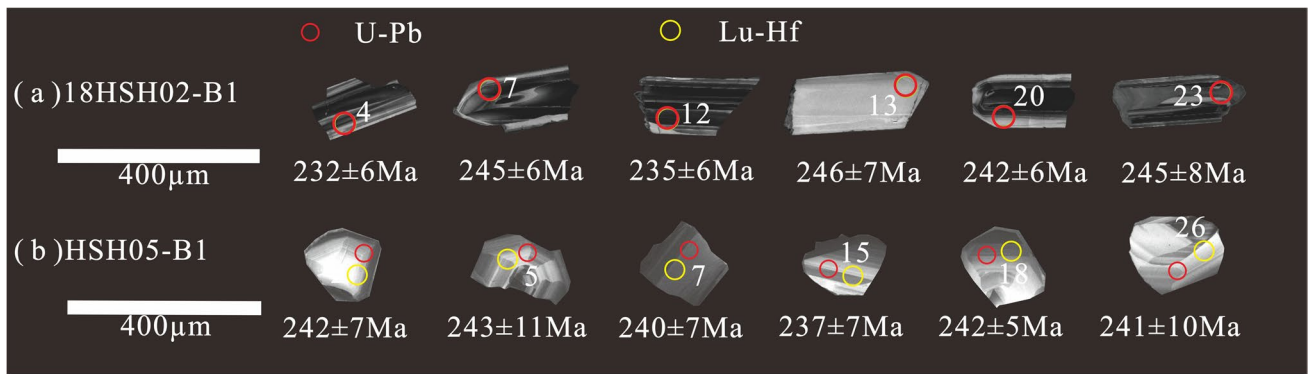 U-Pb Lu-Hf
(a)18HSH02-B1
4 7 12 13 20 23
400μm
232±6Ma 245±6Ma 235±6Ma 246±7Ma 242±6Ma 245±8Ma
(b)HSH05-B1
5 7 15 18 26
400μm
242±7Ma 243±11Ma 240±7Ma 237±7Ma 242±5Ma 241±10Ma